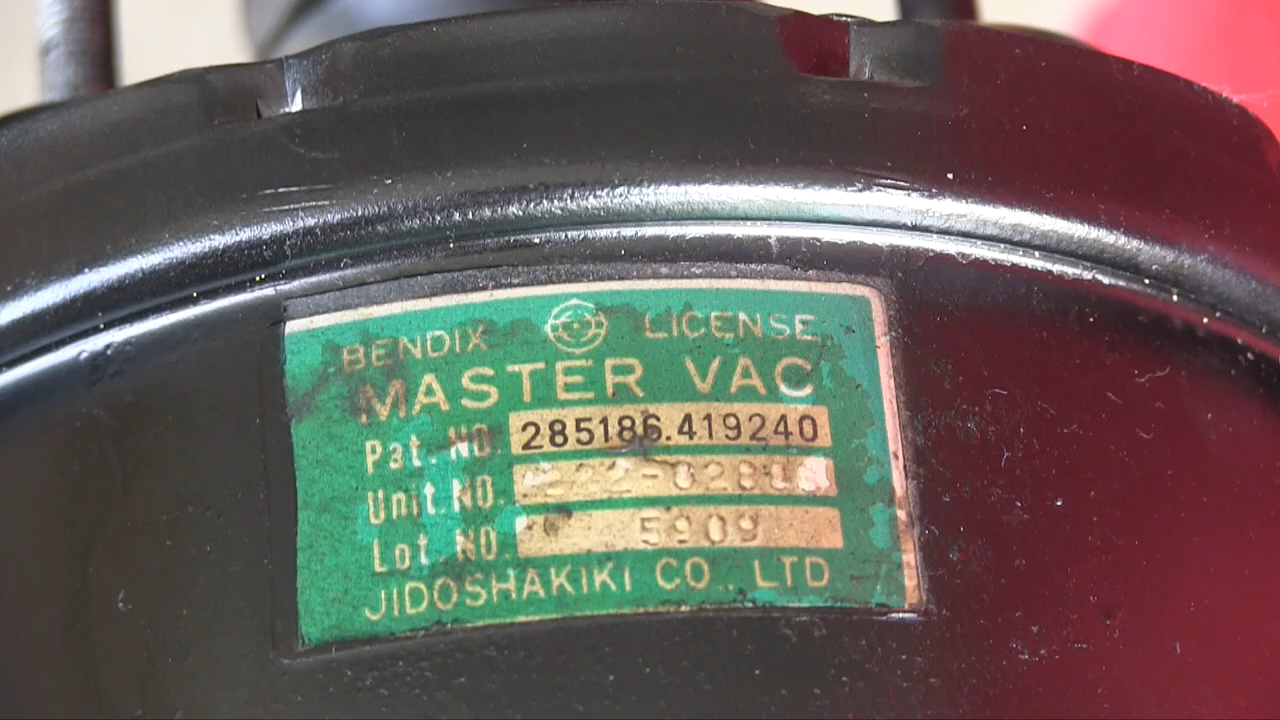 BENDIX LICENSE
MASTER VAC
Pat. NO. 285186.419240
Unit NO.
Lot NO. 5909
JIDOSHAKIKI CO., LTD